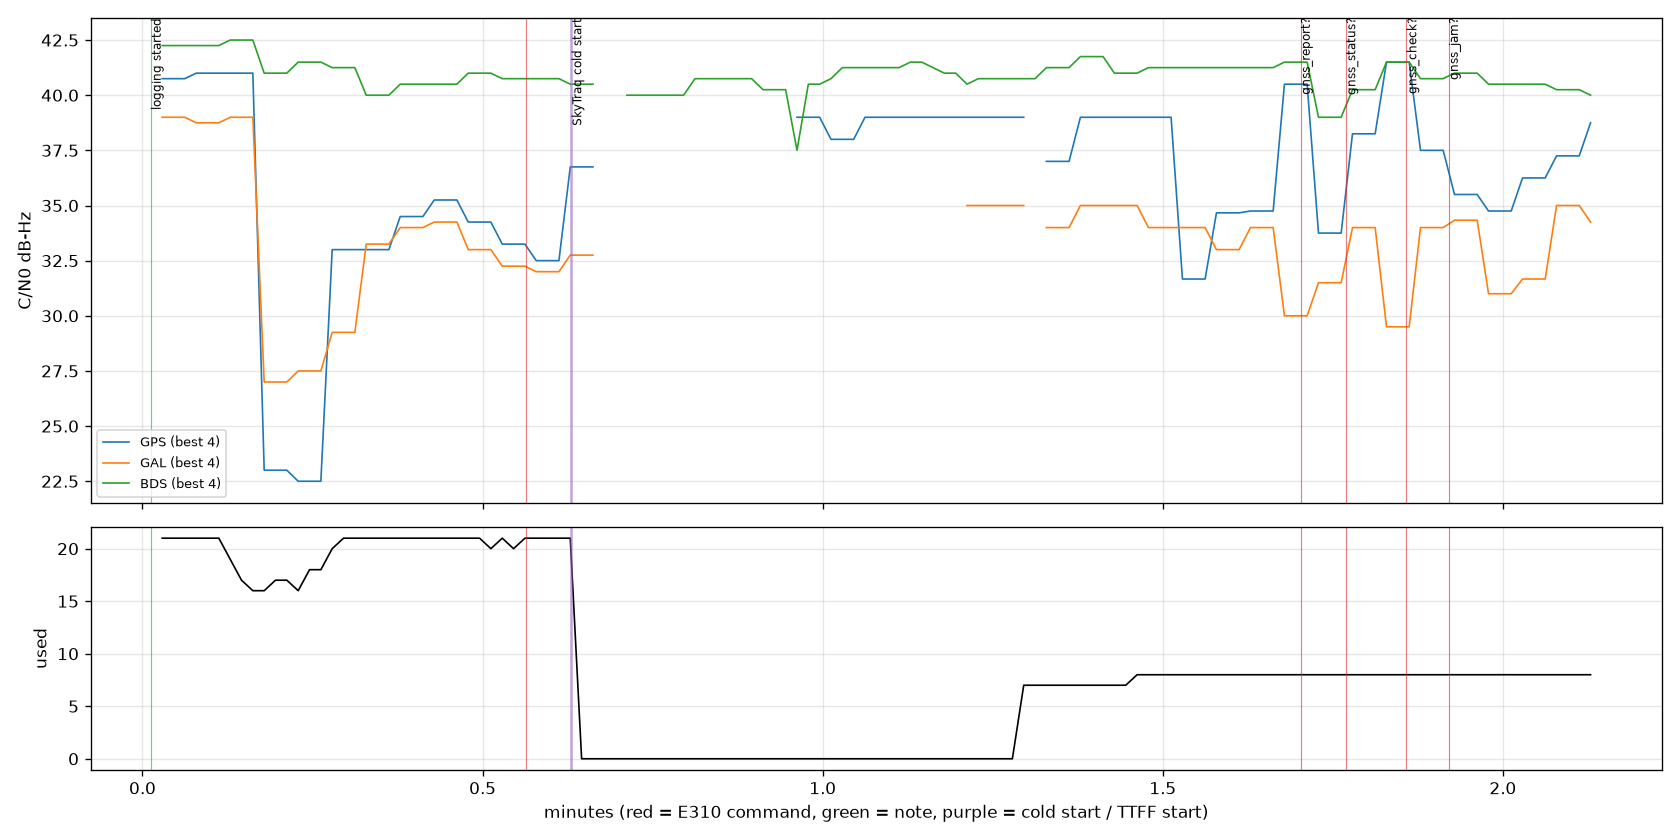 42.5
40.0
37.5
35.0
32.5
30.0
27.5
25.0
22.5
C/N0 dB-Hz
logging started
SkyTraq cold start
gnss_report?
gnss_status?
gnss_check?
gnss_jam?
GPS (best 4)
GAL (best 4)
BDS (best 4)
20
15
10
5
0
used
0.0 0.5 1.0 1.5 2.0
minutes (red = E310 command, green = note, purple = cold start / TTFF start)